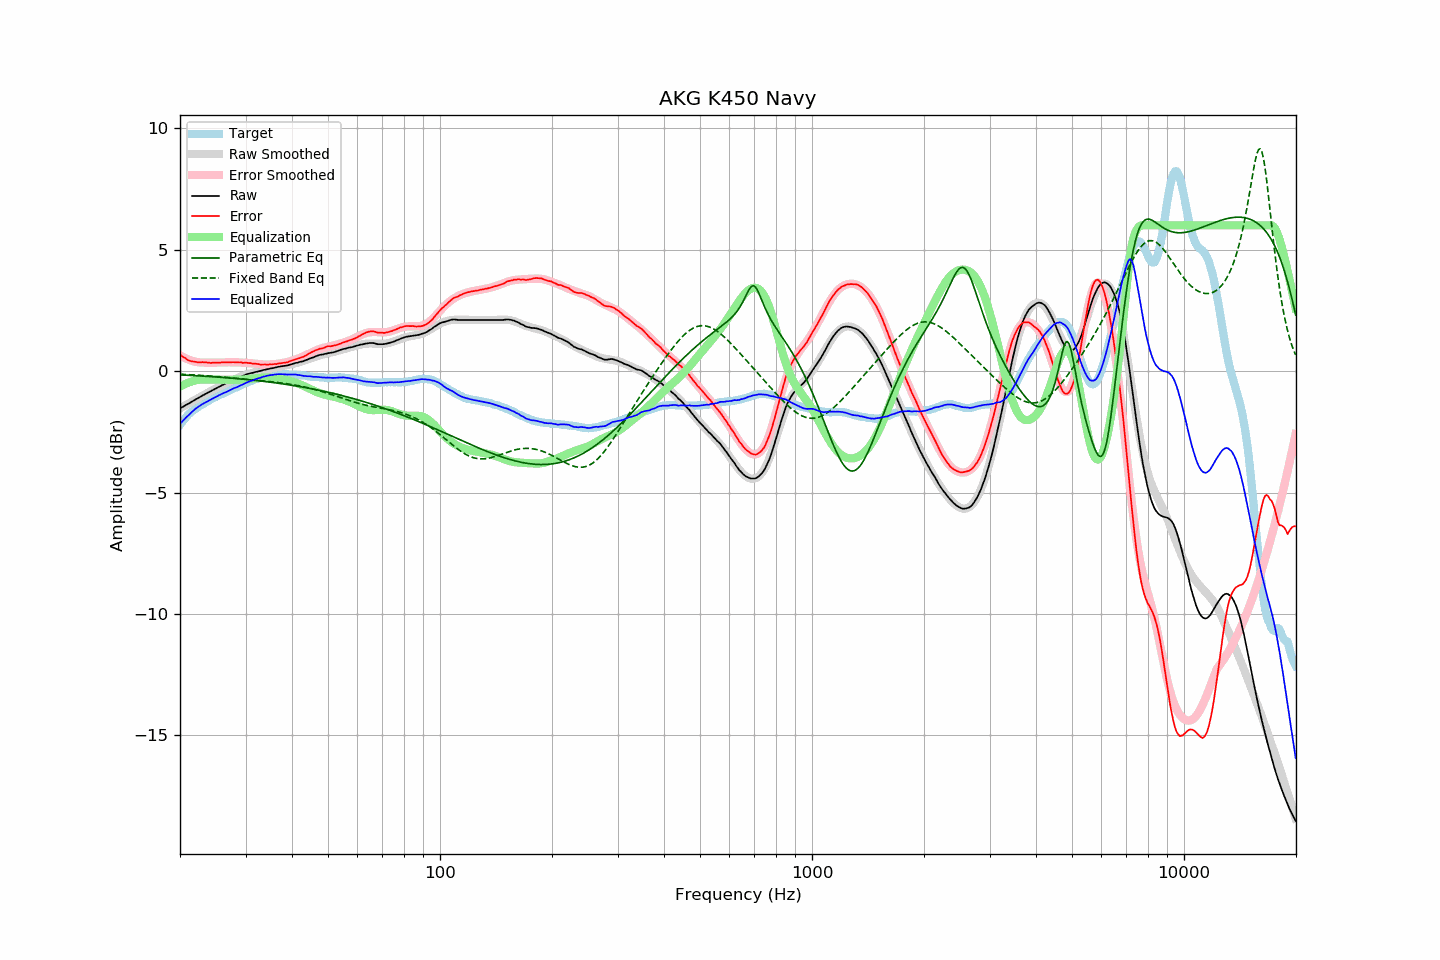 AKG K450 Navy
Target
Raw Smoothed
Error Smoothed
Raw
Error
Equalization
Parametric Eq
Fixed Band Eq
Equalized
10
5
0
−5
−10
−15
Amplitude (dBr)
100
1000
10000
Frequency (Hz)